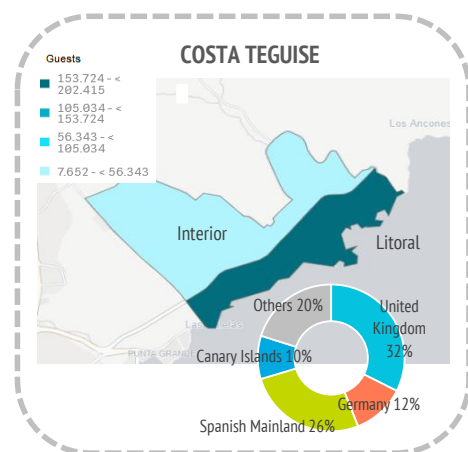 COSTA TEGUISE
Guests
153.724 - <
202.415
105.034 - <
153.724
56.343 - <
105.034
7.652 - < 56.343
Los Ancones
Interior
Litoral
Others 20%
United
Kingdom
32%
PUNTA GRANDE
Canary Islands 10%
Germany 12%
Spanish Mainland 26%